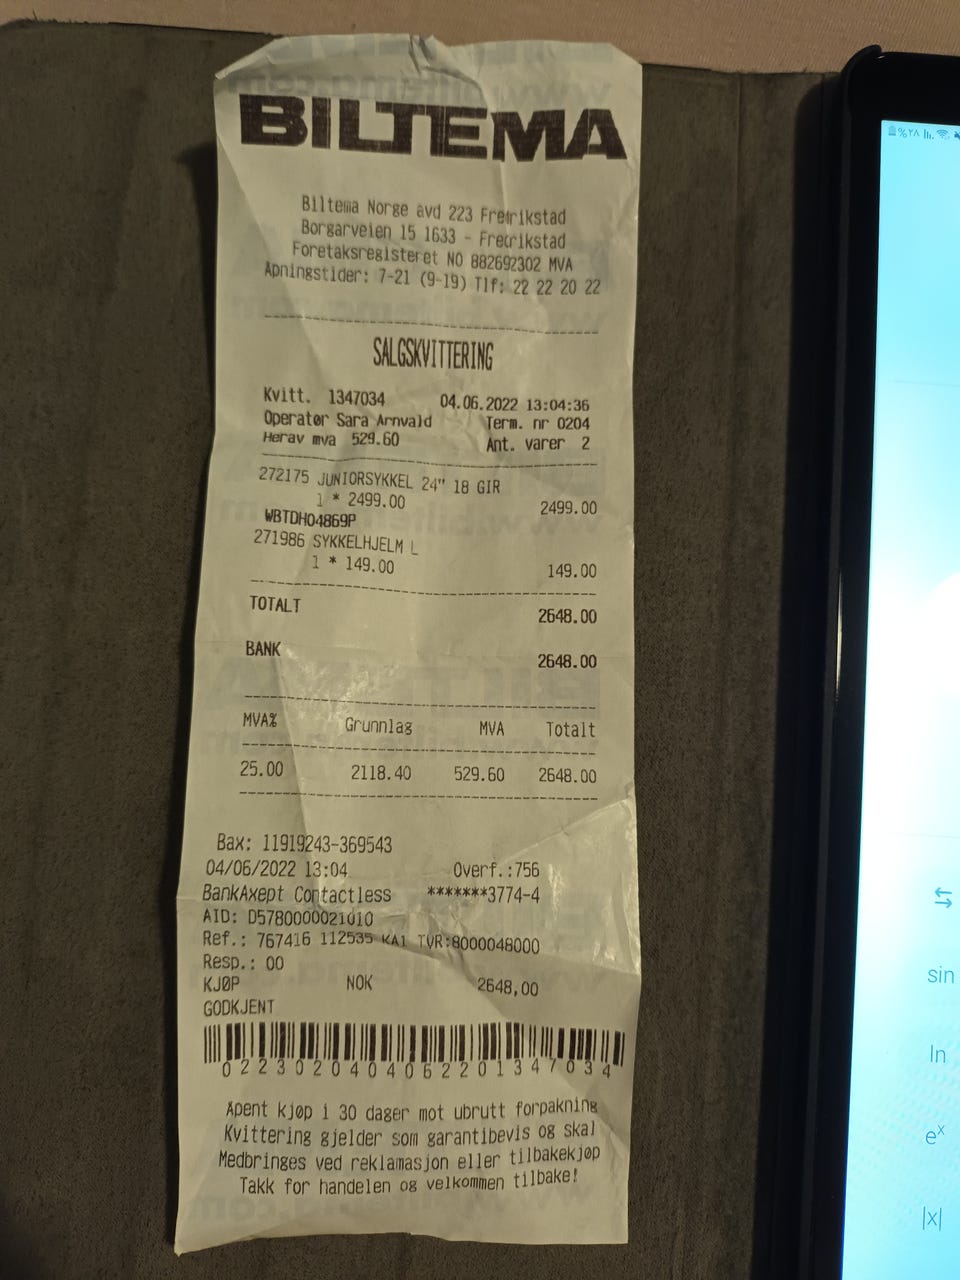 BILTEMA
Biltema Norge avd 223 Fredrikstad
Borgarveien 15 1633 - Fredrikstad
Foretaksregisteret NO 882692302 MVA
Apningstider: 7-21 (9-19) Tlf: 22 22 20 22
SALGSKVITTERING
Kvitt. 1347034 04.06.2022 13:04:36
Operatør Sara Arnvald Term. nr 0204
Herav mva 529.60 Ant. varer 2
272175 JUNIORSYKKEL 24" 18 GIR
1 * 2499.00 2499.00
WBTDH04869P
271986 SYKKELHJELM L
1 * 149.00 149.00
TOTALT 2648.00
BANK 2648.00
MVA% Grunnlag MVA Totalt
25.00 2118.40 529.60 2648.00
Bax: 11919243-369543
04/06/2022 13:04 Overf.:756
BankAxept Contactless *******3774-4
AID: D5780000021010
Ref.: 767416 112535 KA1 TVR:8000048000
Resp.: 00
KJØP NOK 2648,00
GODKJENT
0223020404062201347034
Apent kjøp i 30 dager mot ubrutt forpakning
Kvittering gjelder som garantibevis og skal
Medbringes ved reklamasjon eller tilbakekjøp
Takk for handelen og velkommen tilbake!
%٢٨
sin
ln
eˣ
|x|